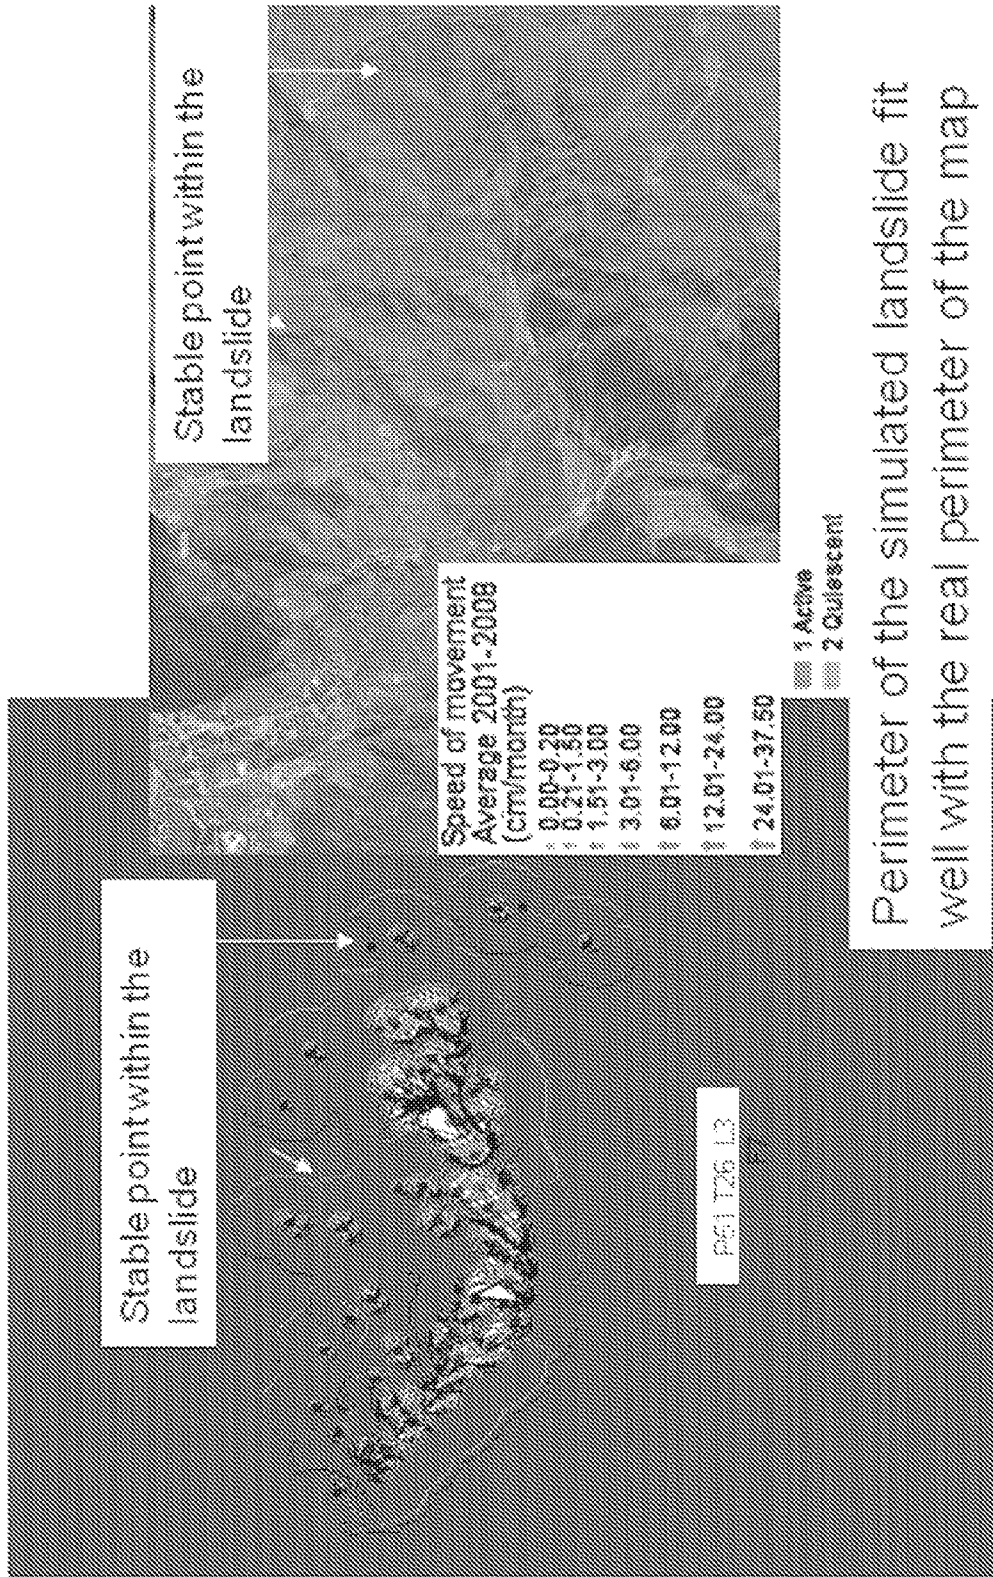 Stable point within the
landslide
Stable point within the
landslide
Speed of movement
Average 2001-2008
(cm/month)
0.00-0.20
0.21-1.50
1.51-3.00
3.01-6.00
6.01-12.00
12.01-24.00
24.01-37.50
1 Active
2 Quiescent
P61 T26 L3
Perimeter of the simulated landslide fit
well with the real perimeter of the map